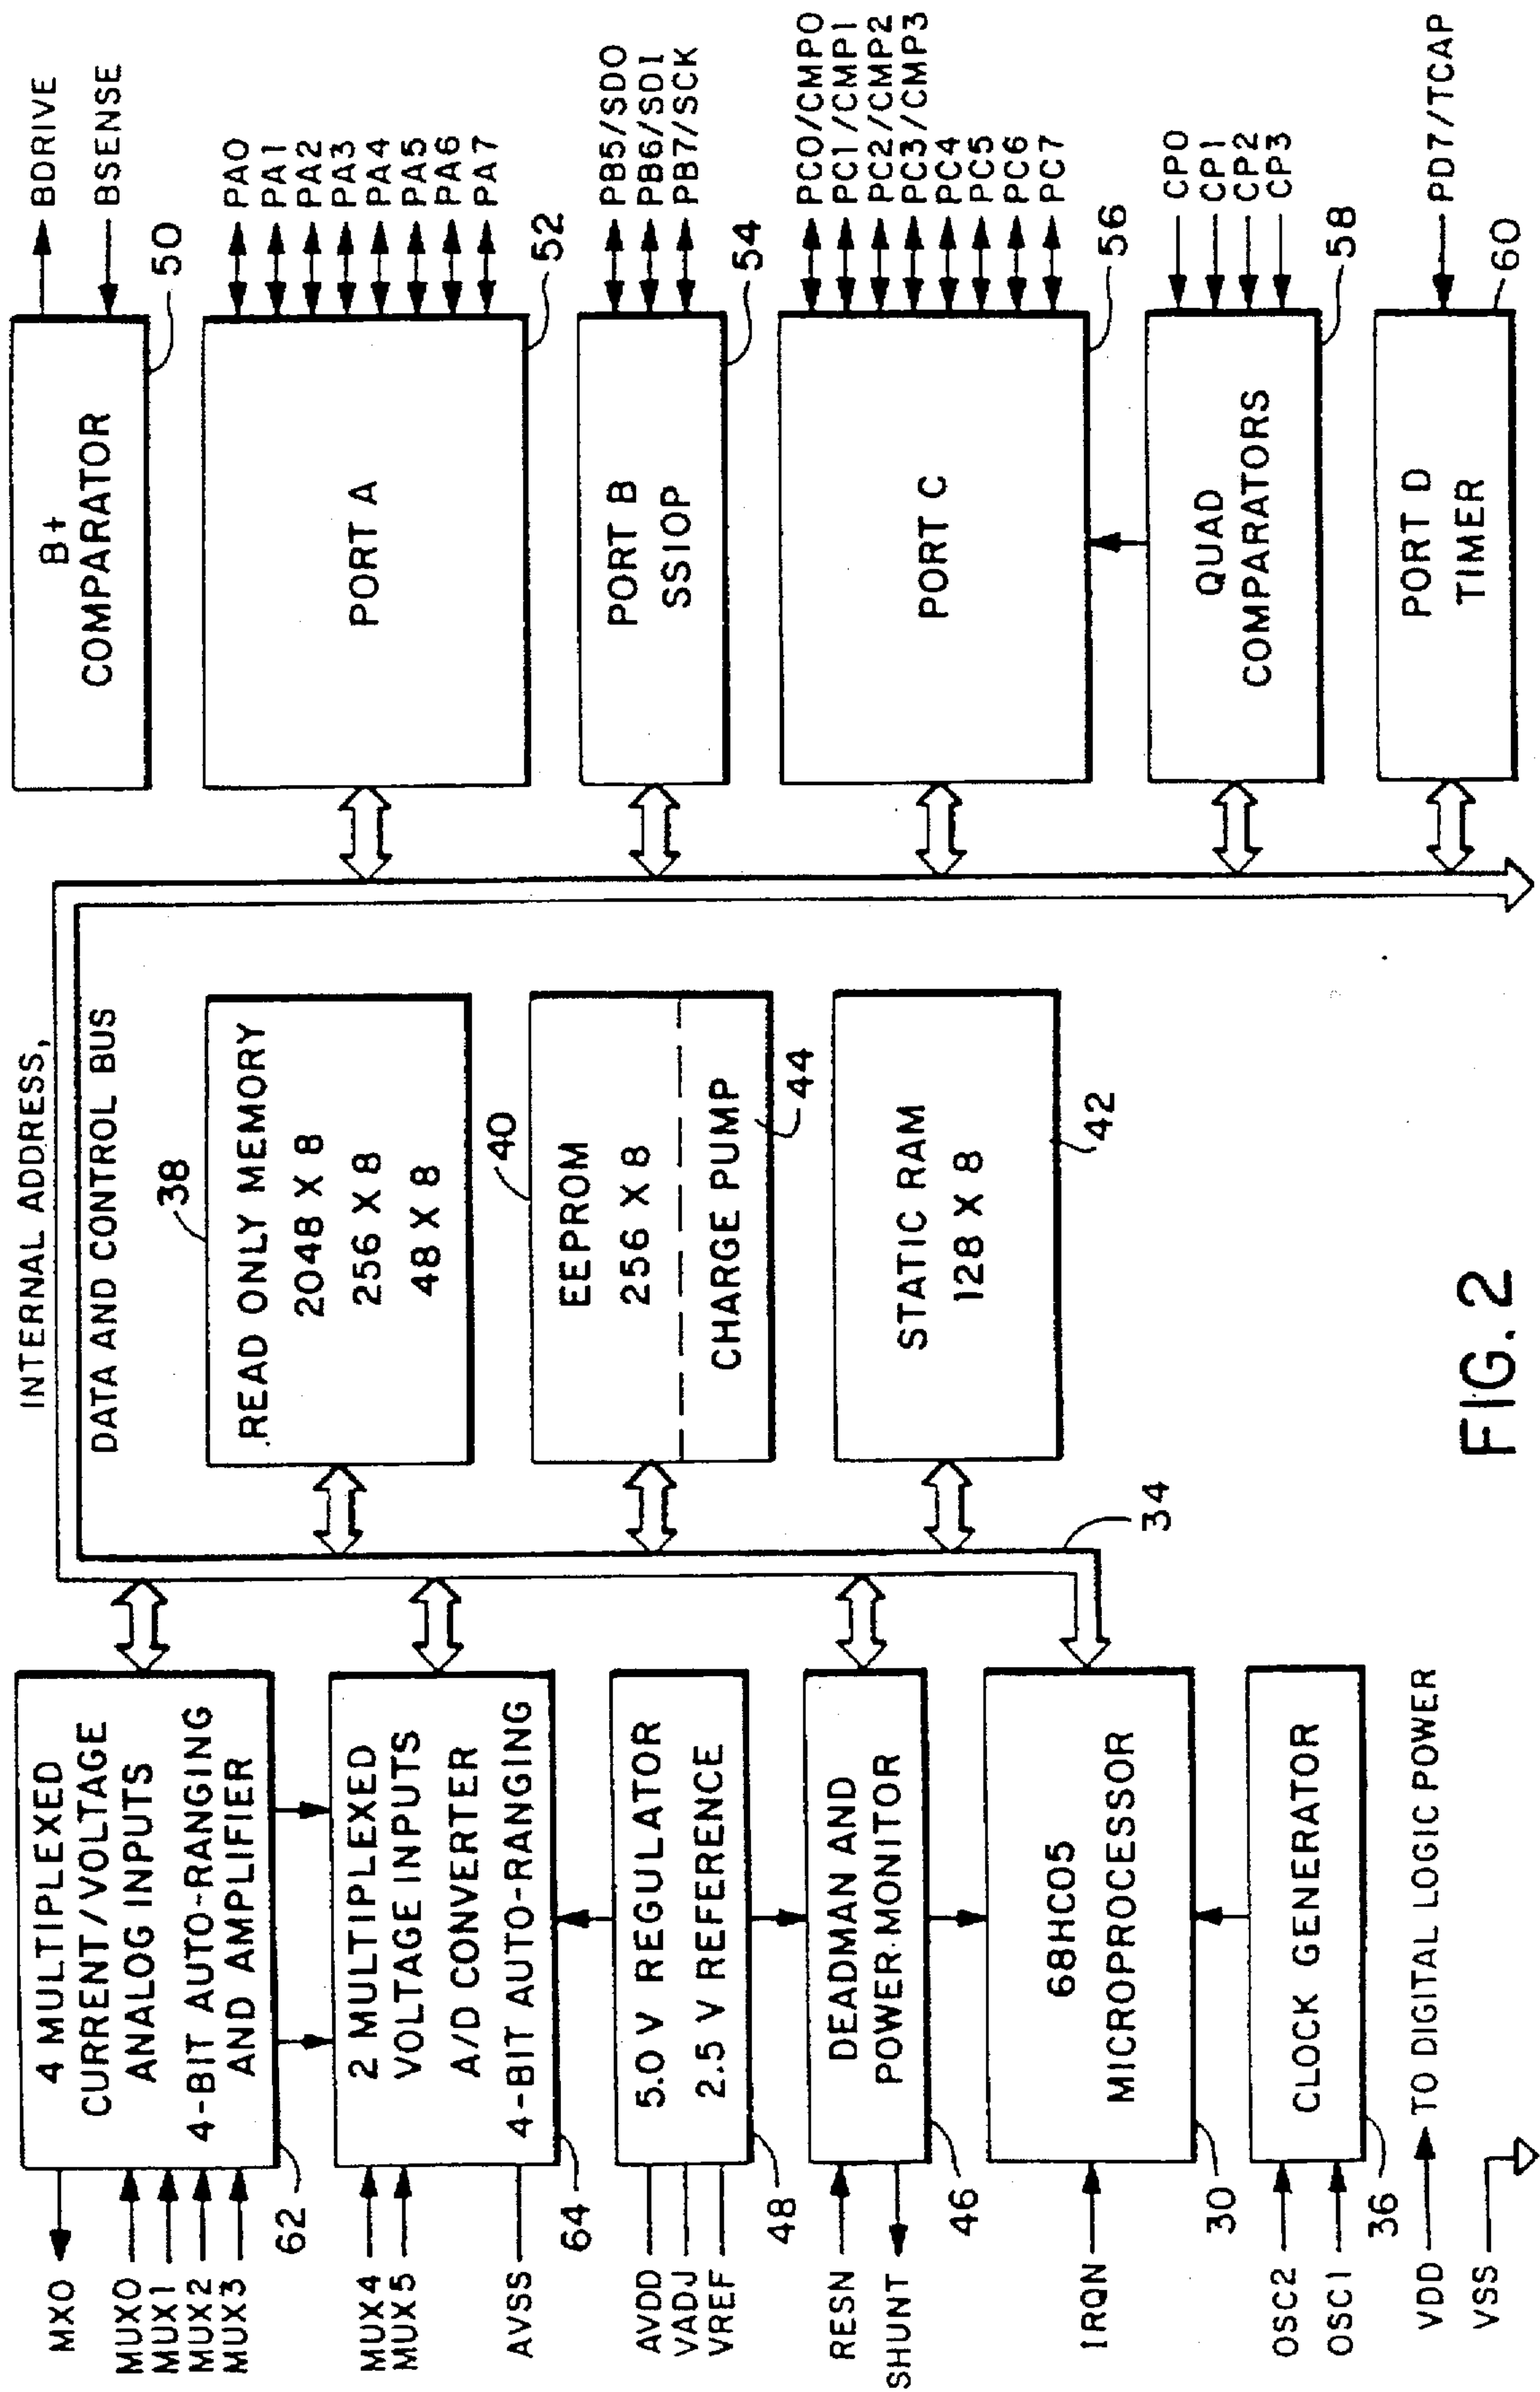 MXO
MUX0
MUX1
MUX2
MUX3
62
4 MULTIPLEXED
CURRENT/VOLTAGE
ANALOG INPUTS
4-BIT AUTO-RANGING
AND AMPLIFIER
MUX4
MUX5
AVSS
64
2 MULTIPLEXED
VOLTAGE INPUTS
A/D CONVERTER
4-BIT AUTO-RANGING
AVDD
VADJ
VREF
48
5.0 V REGULATOR
2.5 V REFERENCE
RESN
SHUNT
46
DEADMAN AND
POWER-MONITOR
IRQN
30
68HC05
MICROPROCESSOR
OSC2
OSC1
36
CLOCK GENERATOR
VDD
TO DIGITAL LOGIC POWER
VSS
INTERNAL ADDRESS,
DATA AND CONTROL BUS
34
38
READ ONLY MEMORY
2048 X 8
256 X 8
48 X 8
40
EEPROM
256 X 8
CHARGE PUMP
44
STATIC RAM
128 X 8
42
B+
COMPARATOR
BDRIVE
BSENSE
50
PORT A
PA0
PA1
PA2
PA3
PA4
PA5
PA6
PA7
52
PORT B
SSIOP
PB5/SDO
PB6/SDI
PB7/SCK
54
PORT C
PC0/CMP0
PC1/CMP1
PC2/CMP2
PC3/CMP3
PC4
PC5
PC6
PC7
56
QUAD
COMPARATORS
CP0
CP1
CP2
CP3
58
PORT D
TIMER
PD7/TCAP
60
FIG. 2